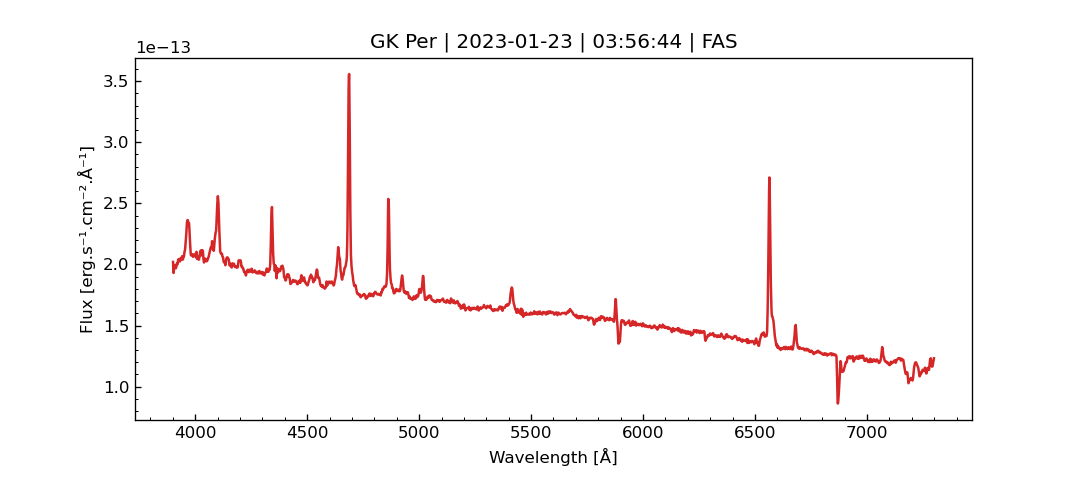 GK Per | 2023-01-23 | 03:56:44 | FAS
1e−13
3.5
3.0
2.5
2.0
1.5
1.0
Flux [erg.s⁻¹.cm⁻².Å⁻¹]
4000 4500 5000 5500 6000 6500 7000
Wavelength [Å]